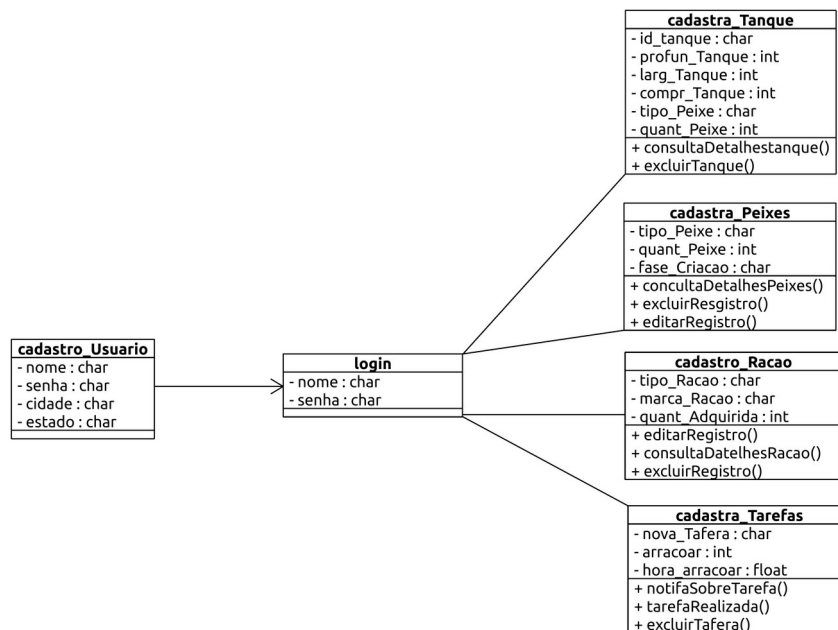 cadastra_Tanque
- id_tanque : char
- profun_Tanque : int
- larg_Tanque : int
- compr_Tanque : int
- tipo_Peixe : char
- quant_Peixe : int
+ consultaDetalhestanque()
+ excluirTanque()
cadastra_Peixes
- tipo_Peixe : char
- quant_Peixe : int
- fase_Criacao : char
+ concultaDetalhesPeixes()
+ excluirResgistro()
+ editarRegistro()
cadastro_Usuario
- nome : char
- senha : char
- cidade : char
- estado : char
login
- nome : char
- senha : char
cadastro_Racao
- tipo_Racao : char
- marca_Racao : char
- quant_Adquirida : int
+ editarRegistro()
+ consultaDatelhesRacao()
+ excluirRegistro()
cadastra_Tarefas
- nova_Tafera : char
- arracoar : int
- hora_arracoar : float
+ notifaSobreTarefa()
+ tarefaRealizada()
+ excluirTafera()